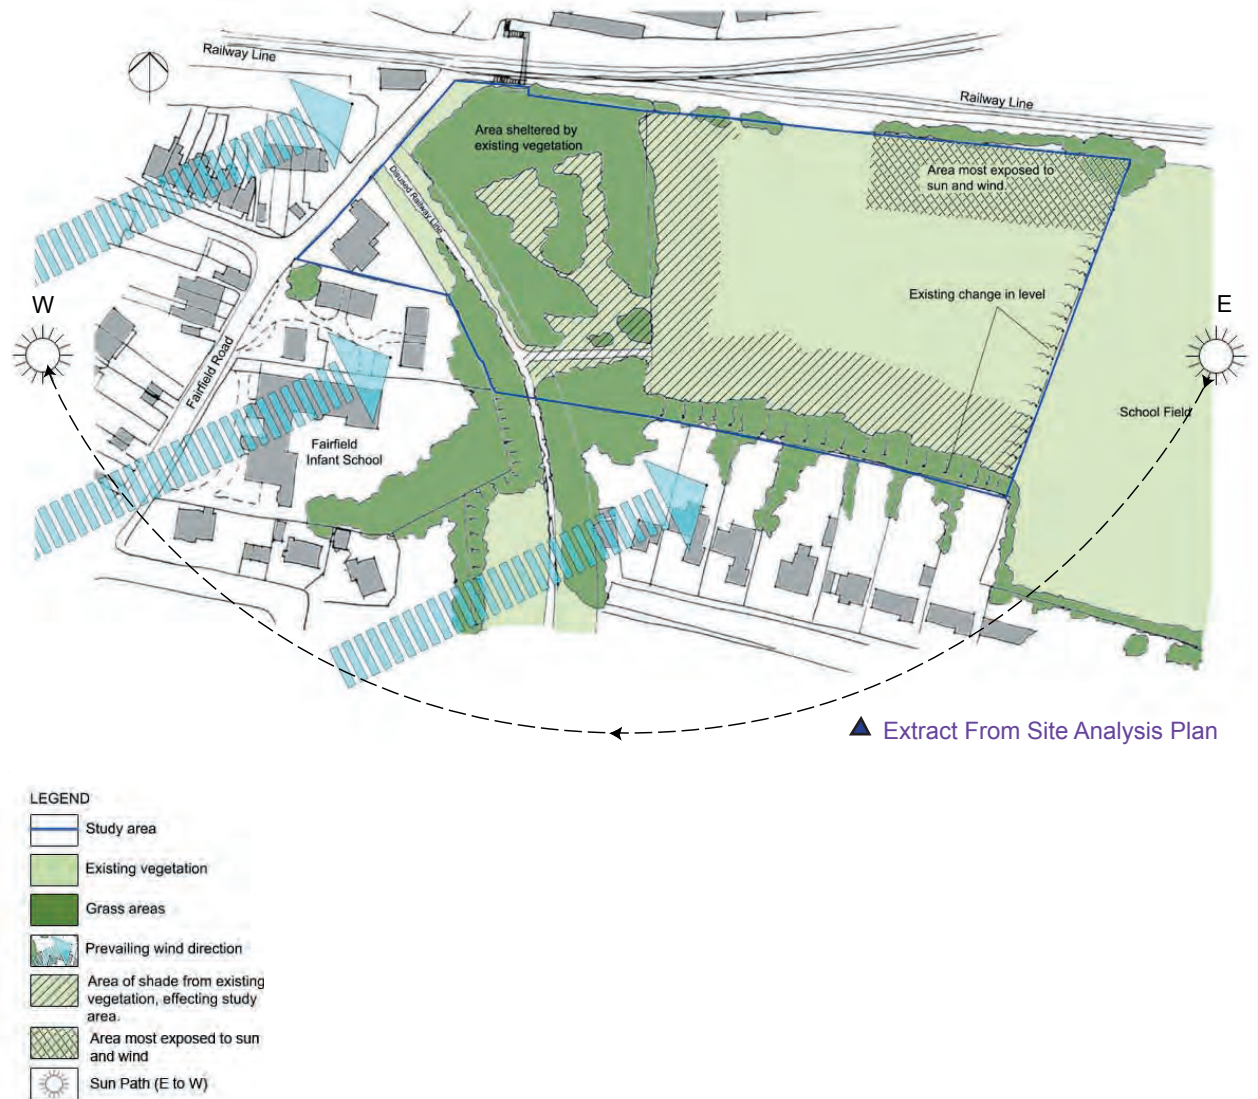 Railway Line
Railway Line
Area sheltered by
existing vegetation
Disused Railway Line
Area most exposed to
sun and wind.
W
E
Existing change in level
Fairfield Road
School Field
Fairfield
Infant School
Extract From Site Analysis Plan
LEGEND
Study area
Existing vegetation
Grass areas
Prevailing wind direction
Area of shade from existing
vegetation, effecting study
area.
Area most exposed to sun
and wind
Sun Path (E to W)